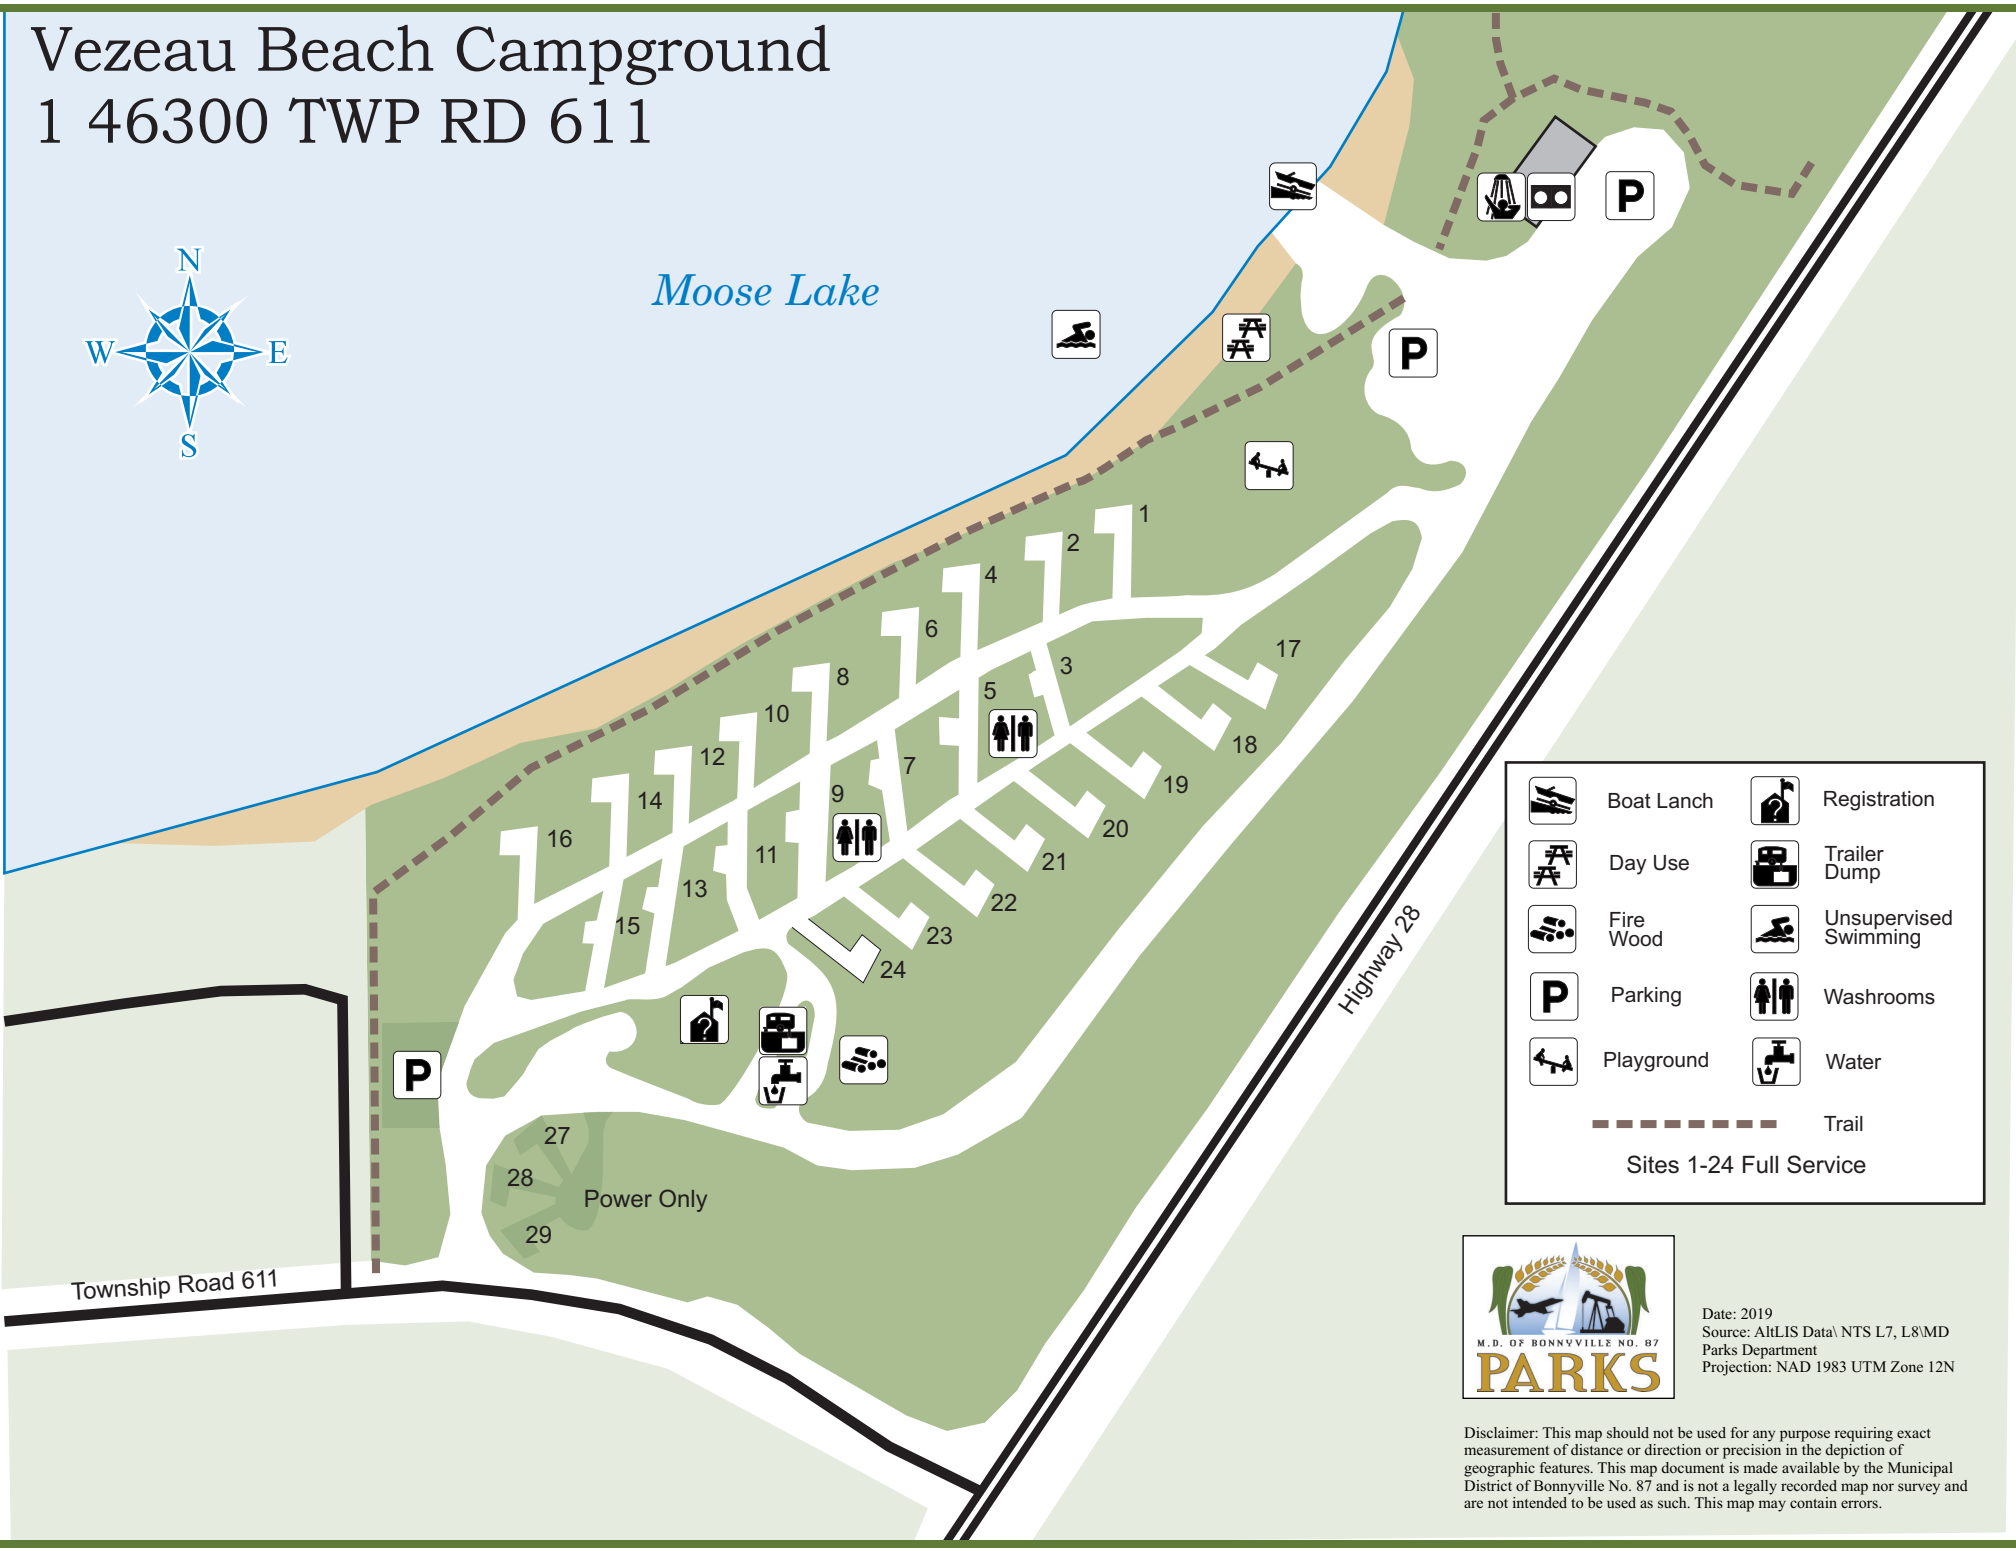 Vezeau Beach Campground
1 46300 TWP RD 611
N
W
E
S
Moose Lake
P
P
1
2
4
3
6
5
8
7
10
9
12
11
14
13
16
15
17
18
19
20
21
22
23
24
?
P
27
28
29
Power Only
Township Road 611
Highway 28
Boat Lanch
Registration
Day Use
Trailer
Dump
Fire
Wood
Unsupervised
Swimming
P
Parking
Washrooms
Playground
Water
Trail
Sites 1-24 Full Service
M.D. OF BONNYVILLE NO. 87
PARKS
Date: 2019
Source: AltLIS Data\ NTS L7, L8\MD
Parks Department
Projection: NAD 1983 UTM Zone 12N
Disclaimer: This map should not be used for any purpose requiring exact
measurement of distance or direction or precision in the depiction of
geographic features. This map document is made available by the Municipal
District of Bonnyville No. 87 and is not a legally recorded map nor survey and
are not intended to be used as such. This map may contain errors.